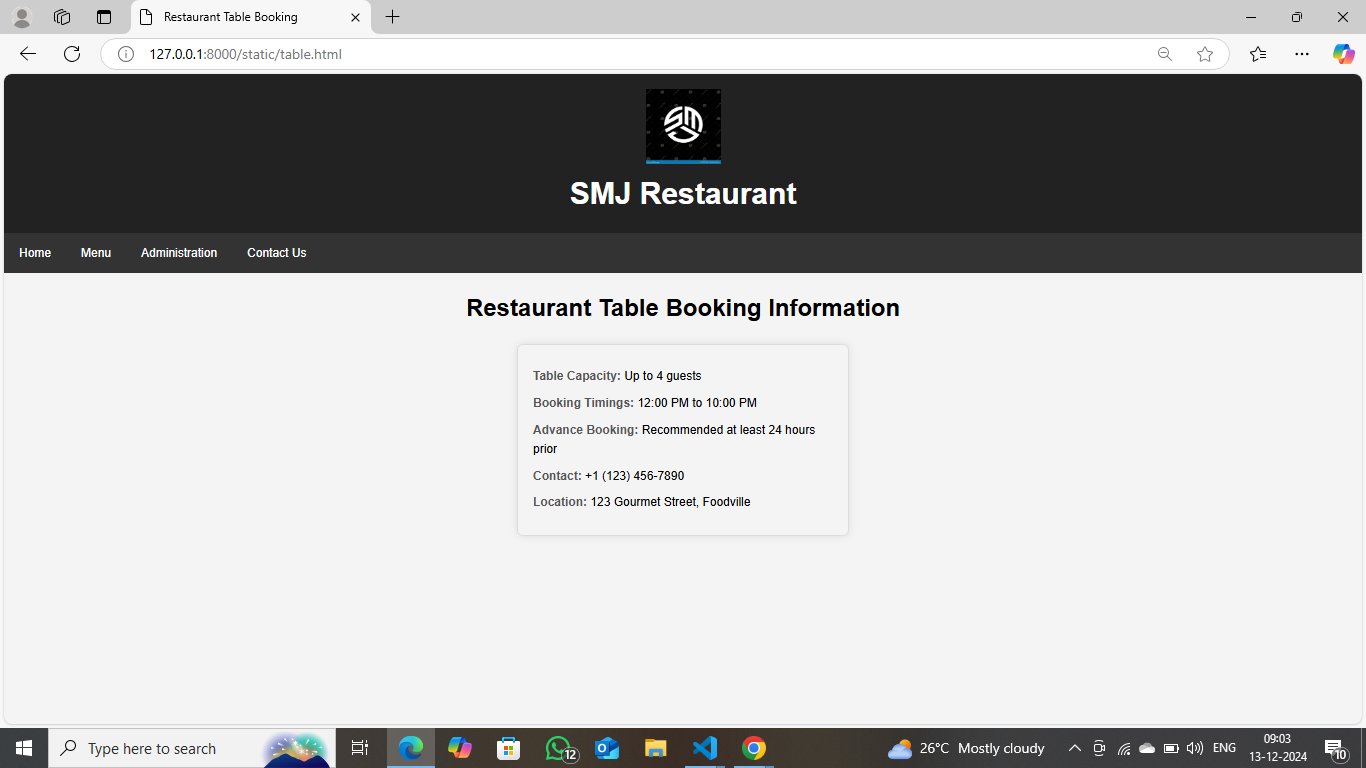 Restaurant Table Booking
127.0.0.1:8000/static/table.html
SMJ
SMJ Restaurant
Home Menu Administration Contact Us
Restaurant Table Booking Information
Table Capacity: Up to 4 guests
Booking Timings: 12:00 PM to 10:00 PM
Advance Booking: Recommended at least 24 hours
prior
Contact: +1 (123) 456-7890
Location: 123 Gourmet Street, Foodville
Type here to search
12
26°C Mostly cloudy
ENG
09:03
13-12-2024
10